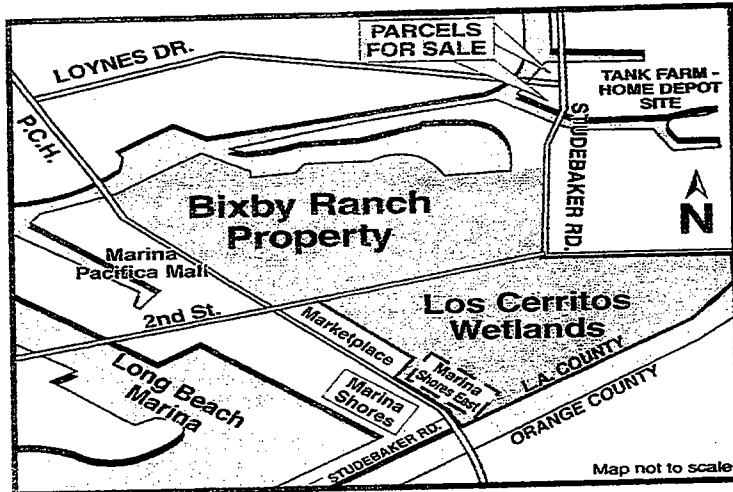 PARCELS
FOR SALE
LOYNES DR.
TANK FARM -
HOME DEPOT
SITE
P.C.H.
STUDEBAKER RD.
N
Bixby Ranch
Property
Marina
Pacifica Mall
2nd St.
Los Cerritos
Wetlands
Marketplace
Marina
Shores East
L.A. COUNTY
ORANGE COUNTY
Long Beach
Marina
Marina
Shores
STUDEBAKER RD.
Map not to scale